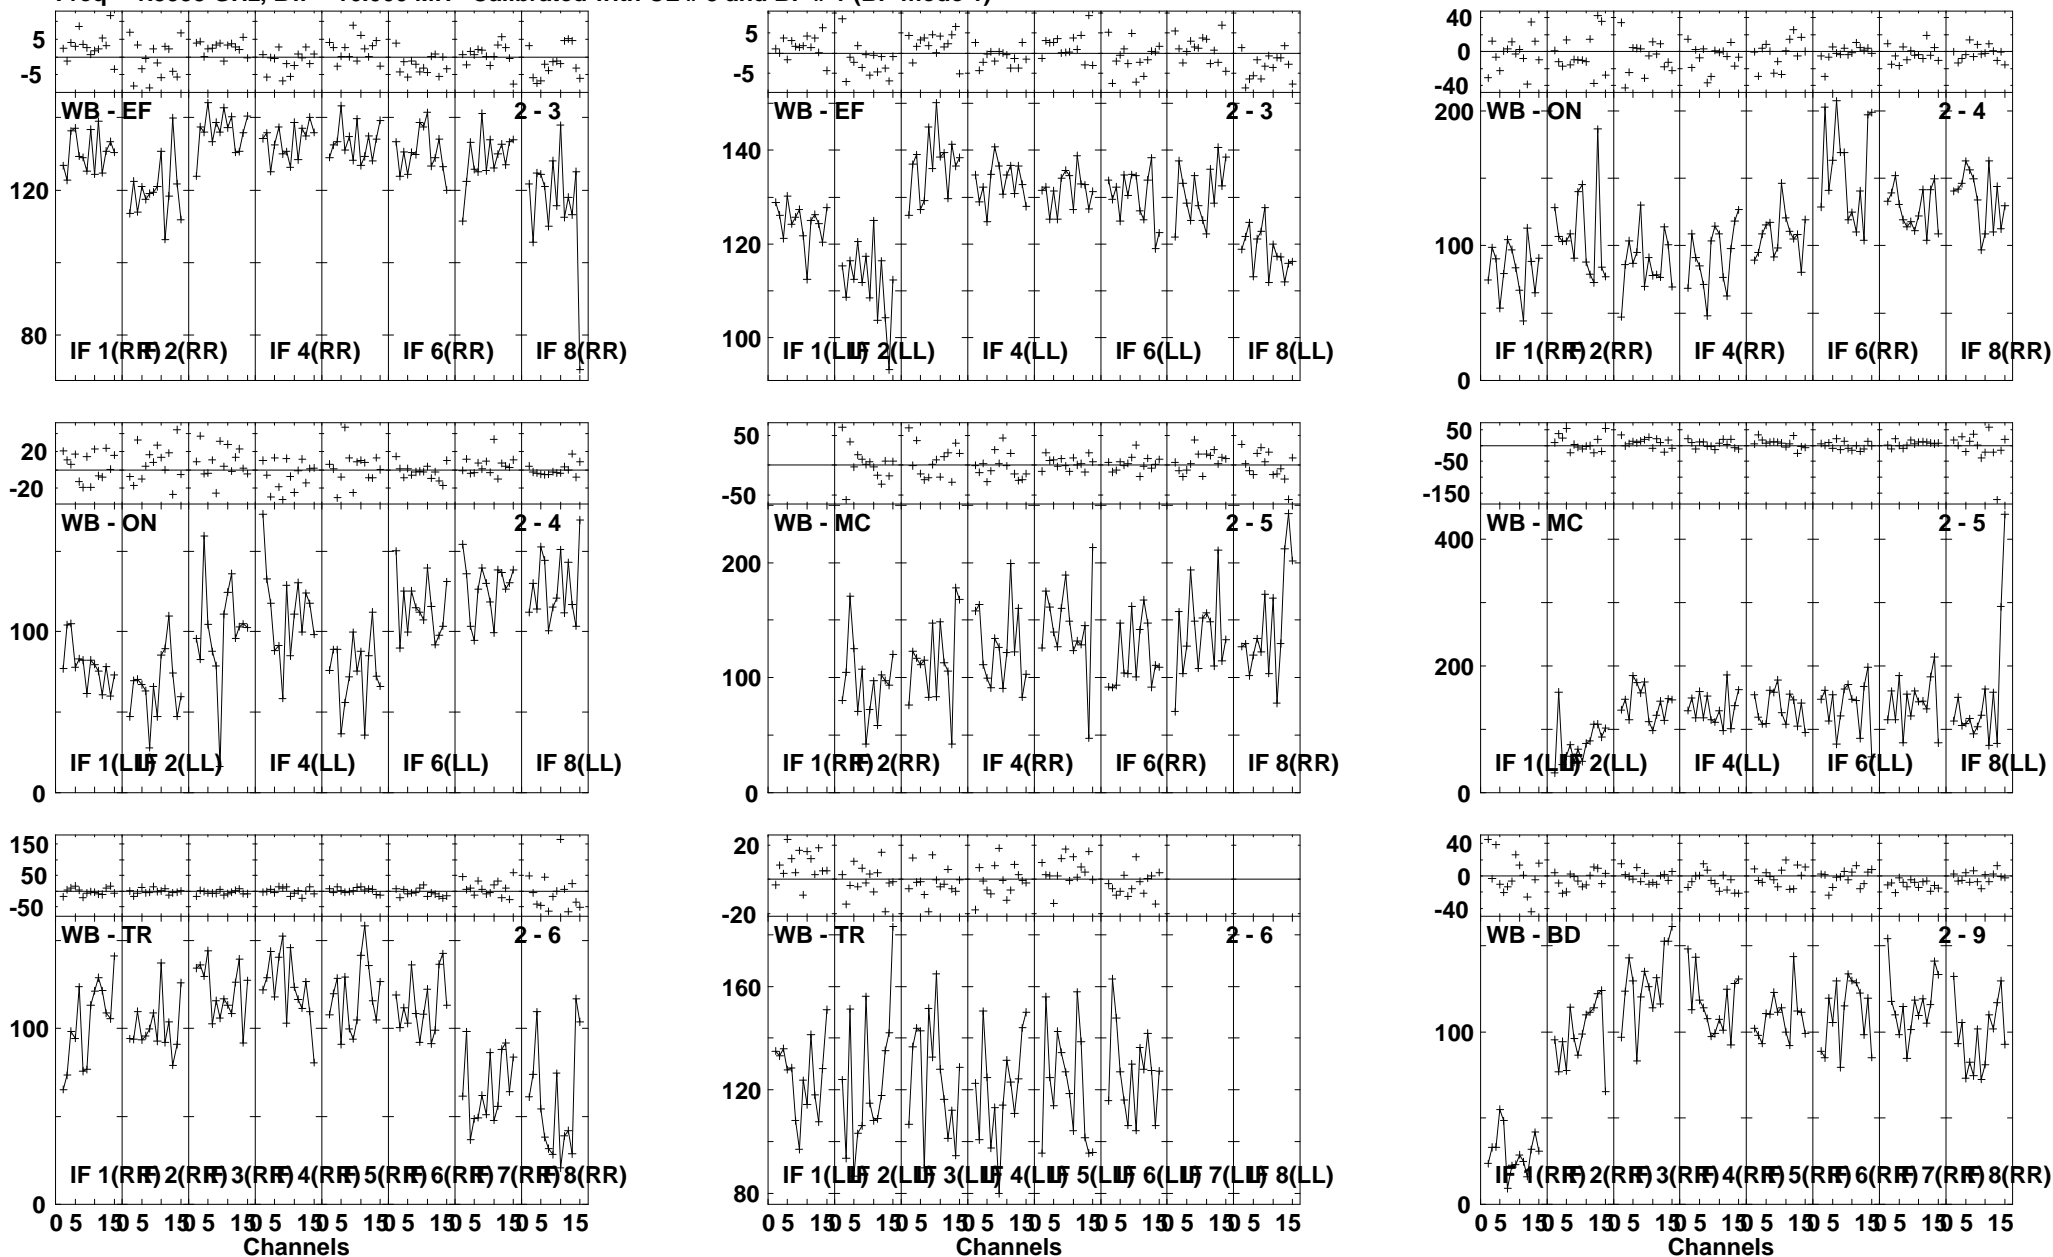 5 5 40
-5 -5 0
-40
WB - EF 2 - 3 WB - EF 2 - 3 WB - ON 2 - 4
120 140 200
80 120 100
100 0
IF 1(RR) IF 2(RR) IF 4(RR) IF 6(RR) IF 8(RR) IF 1(LL) IF 2(LL) IF 4(LL) IF 6(LL) IF 8(LL) IF 1(RR) IF 2(RR) IF 4(RR) IF 6(RR) IF 8(RR)
20 50 50
-20 -50 -50
-150
WB - ON 2 - 4 WB - MC 2 - 5 WB - MC 2 - 5
100 200 400
0 100 200
0 0
IF 1(LL) IF 2(LL) IF 4(LL) IF 6(LL) IF 8(LL) IF 1(RR) IF 2(RR) IF 4(RR) IF 6(RR) IF 8(RR) IF 1(LL) IF 2(LL) IF 4(LL) IF 6(LL) IF 8(LL)
150 20 40
50 0
-50 -20 -40
WB - TR 2 - 6 WB - TR 2 - 6 WB - BD 2 - 9
100 160 100
0 120 0
80
IF 1(RR) IF 2(RR) IF 3(RR) IF 4(RR) IF 5(RR) IF 6(RR) IF 7(RR) IF 8(RR) IF 1(LL) IF 2(LL) IF 3(LL) IF 4(LL) IF 5(LL) IF 6(LL) IF 7(LL) IF 8(LL) IF 1(RR) IF 2(RR) IF 3(RR) IF 4(RR) IF 5(RR) IF 6(RR) IF 7(RR) IF 8(RR)
0 5 15 0 5 15 0 5 15 0 5 15 0 5 15 0 5 15 0 5 15 0 5 15 0 5 15 0 5 15 0 5 15 0 5 15 0 5 15 0 5 15 0 5 15 0 5 15 0 5 15 0 5 15 0 5 15 0 5 15 0 5 15 0 5 15 0 5 15 0 5 15
Channels Channels Channels